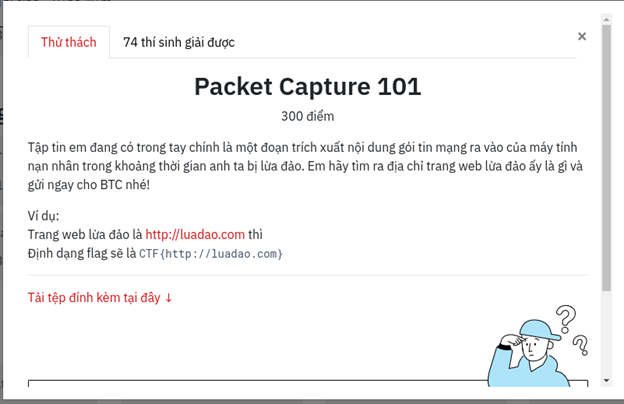 Thử thách
74 thí sinh giải được
×
Packet Capture 101
300 điểm
Tập tin em đang có trong tay chính là một đoạn trích xuất nội dung gói tin mạng ra vào của máy tính
nạn nhân trong khoảng thời gian anh ta bị lừa đảo. Em hãy tìm ra địa chỉ trang web lừa đảo ấy là gì và
gửi ngay cho BTC nhé!
Ví dụ:
Trang web lừa đảo là http://luadao.com thì
Định dạng flag sẽ là CTF{http://luadao.com}
Tải tệp đính kèm tại đây ↓
? ?